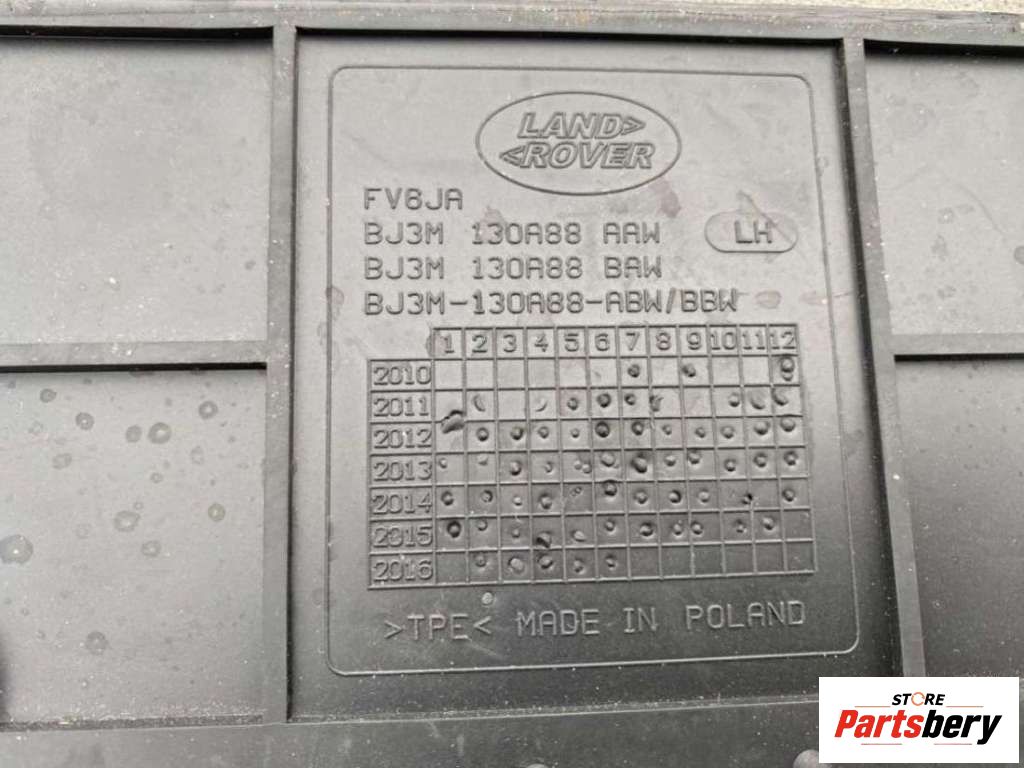 LAND
ROVER
FV6JA
BJ3M 130A88 AAW LH
BJ3M 130A88 BAW
BJ3M-130A88-ABW/BBW
1 2 3 4 5 6 7 8 9 10 11 12
2010
2011
2012
2013
2014
2015
2016
>TPE< MADE IN POLAND
STORE
Partsbery